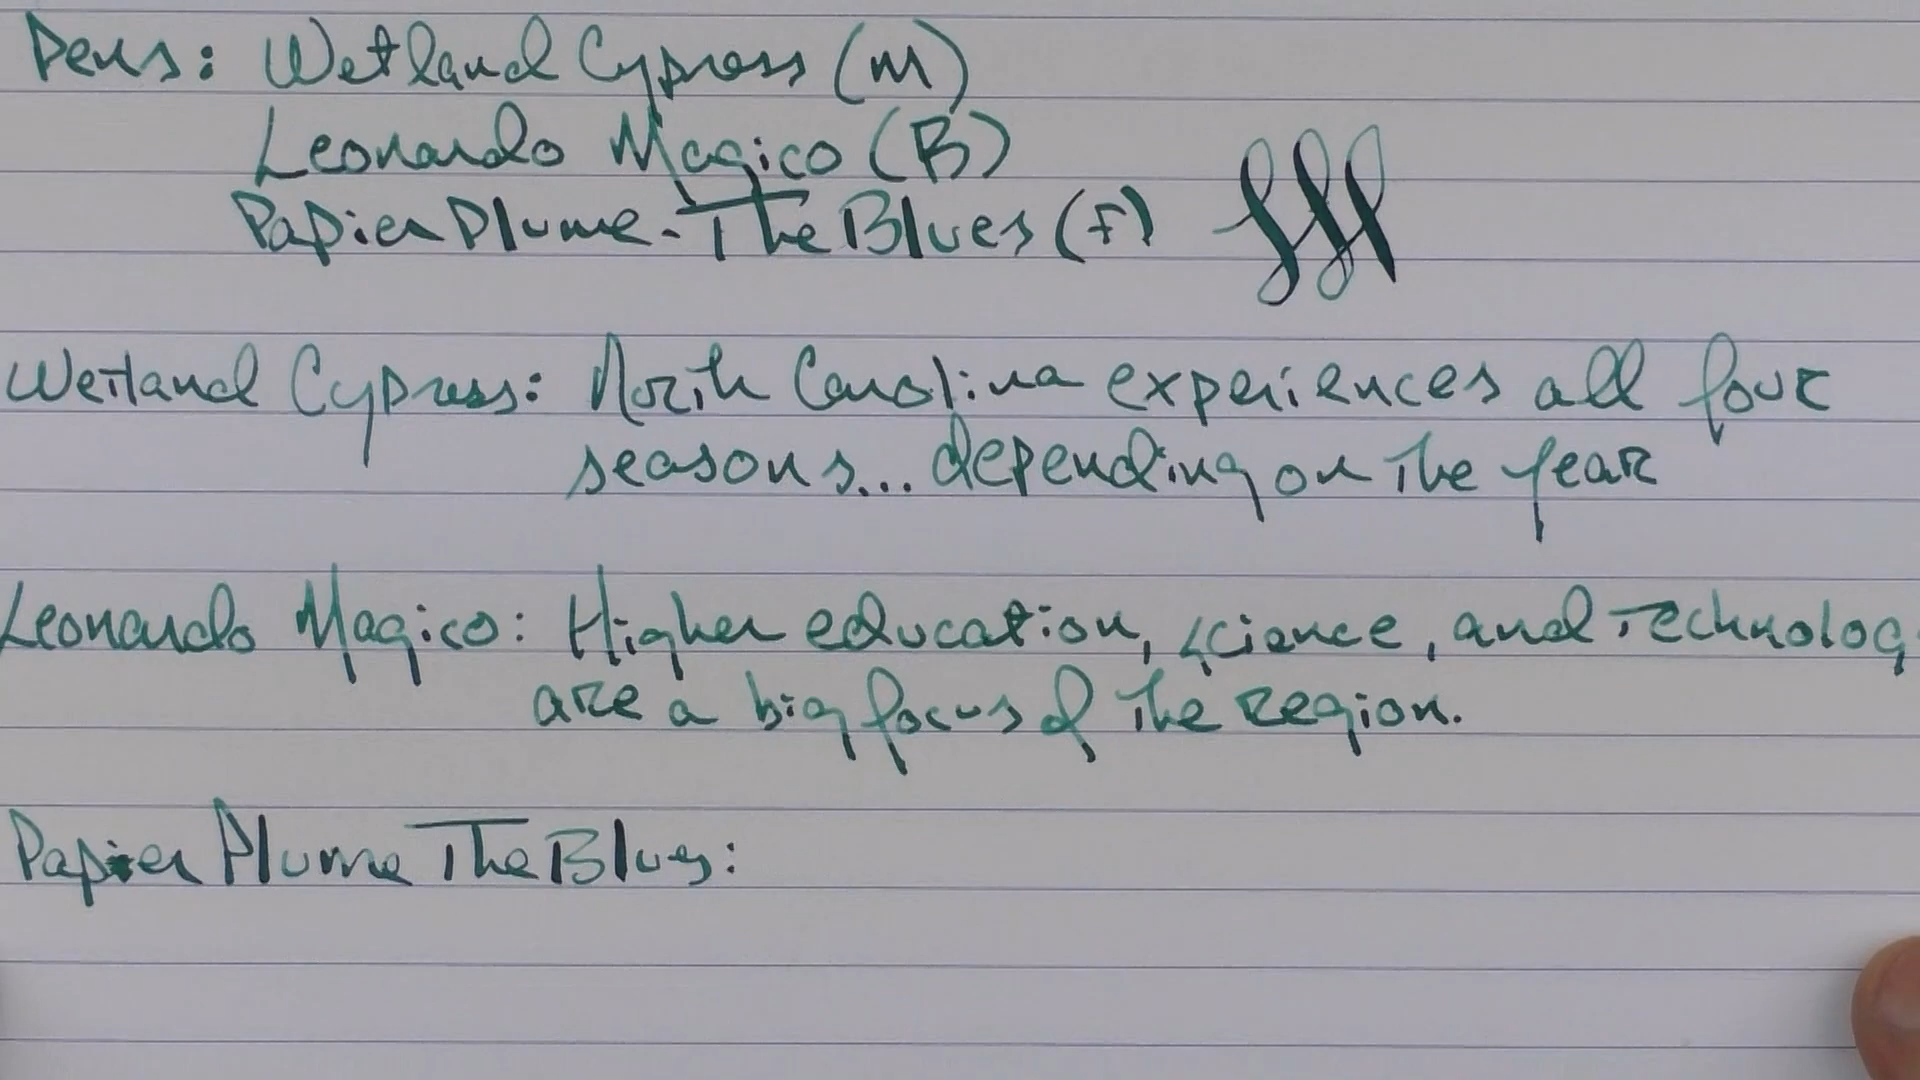 Pens: Wetland Cypress (M)
Leonardo Magico (B)
Papier Plume - The Blues (F) fff
Wetland Cypress: North Carolina experiences all four
seasons... depending on the year
Leonardo Magico: Higher education, science, and technolog
are a big focus of the region.
Papier Plume The Blues: